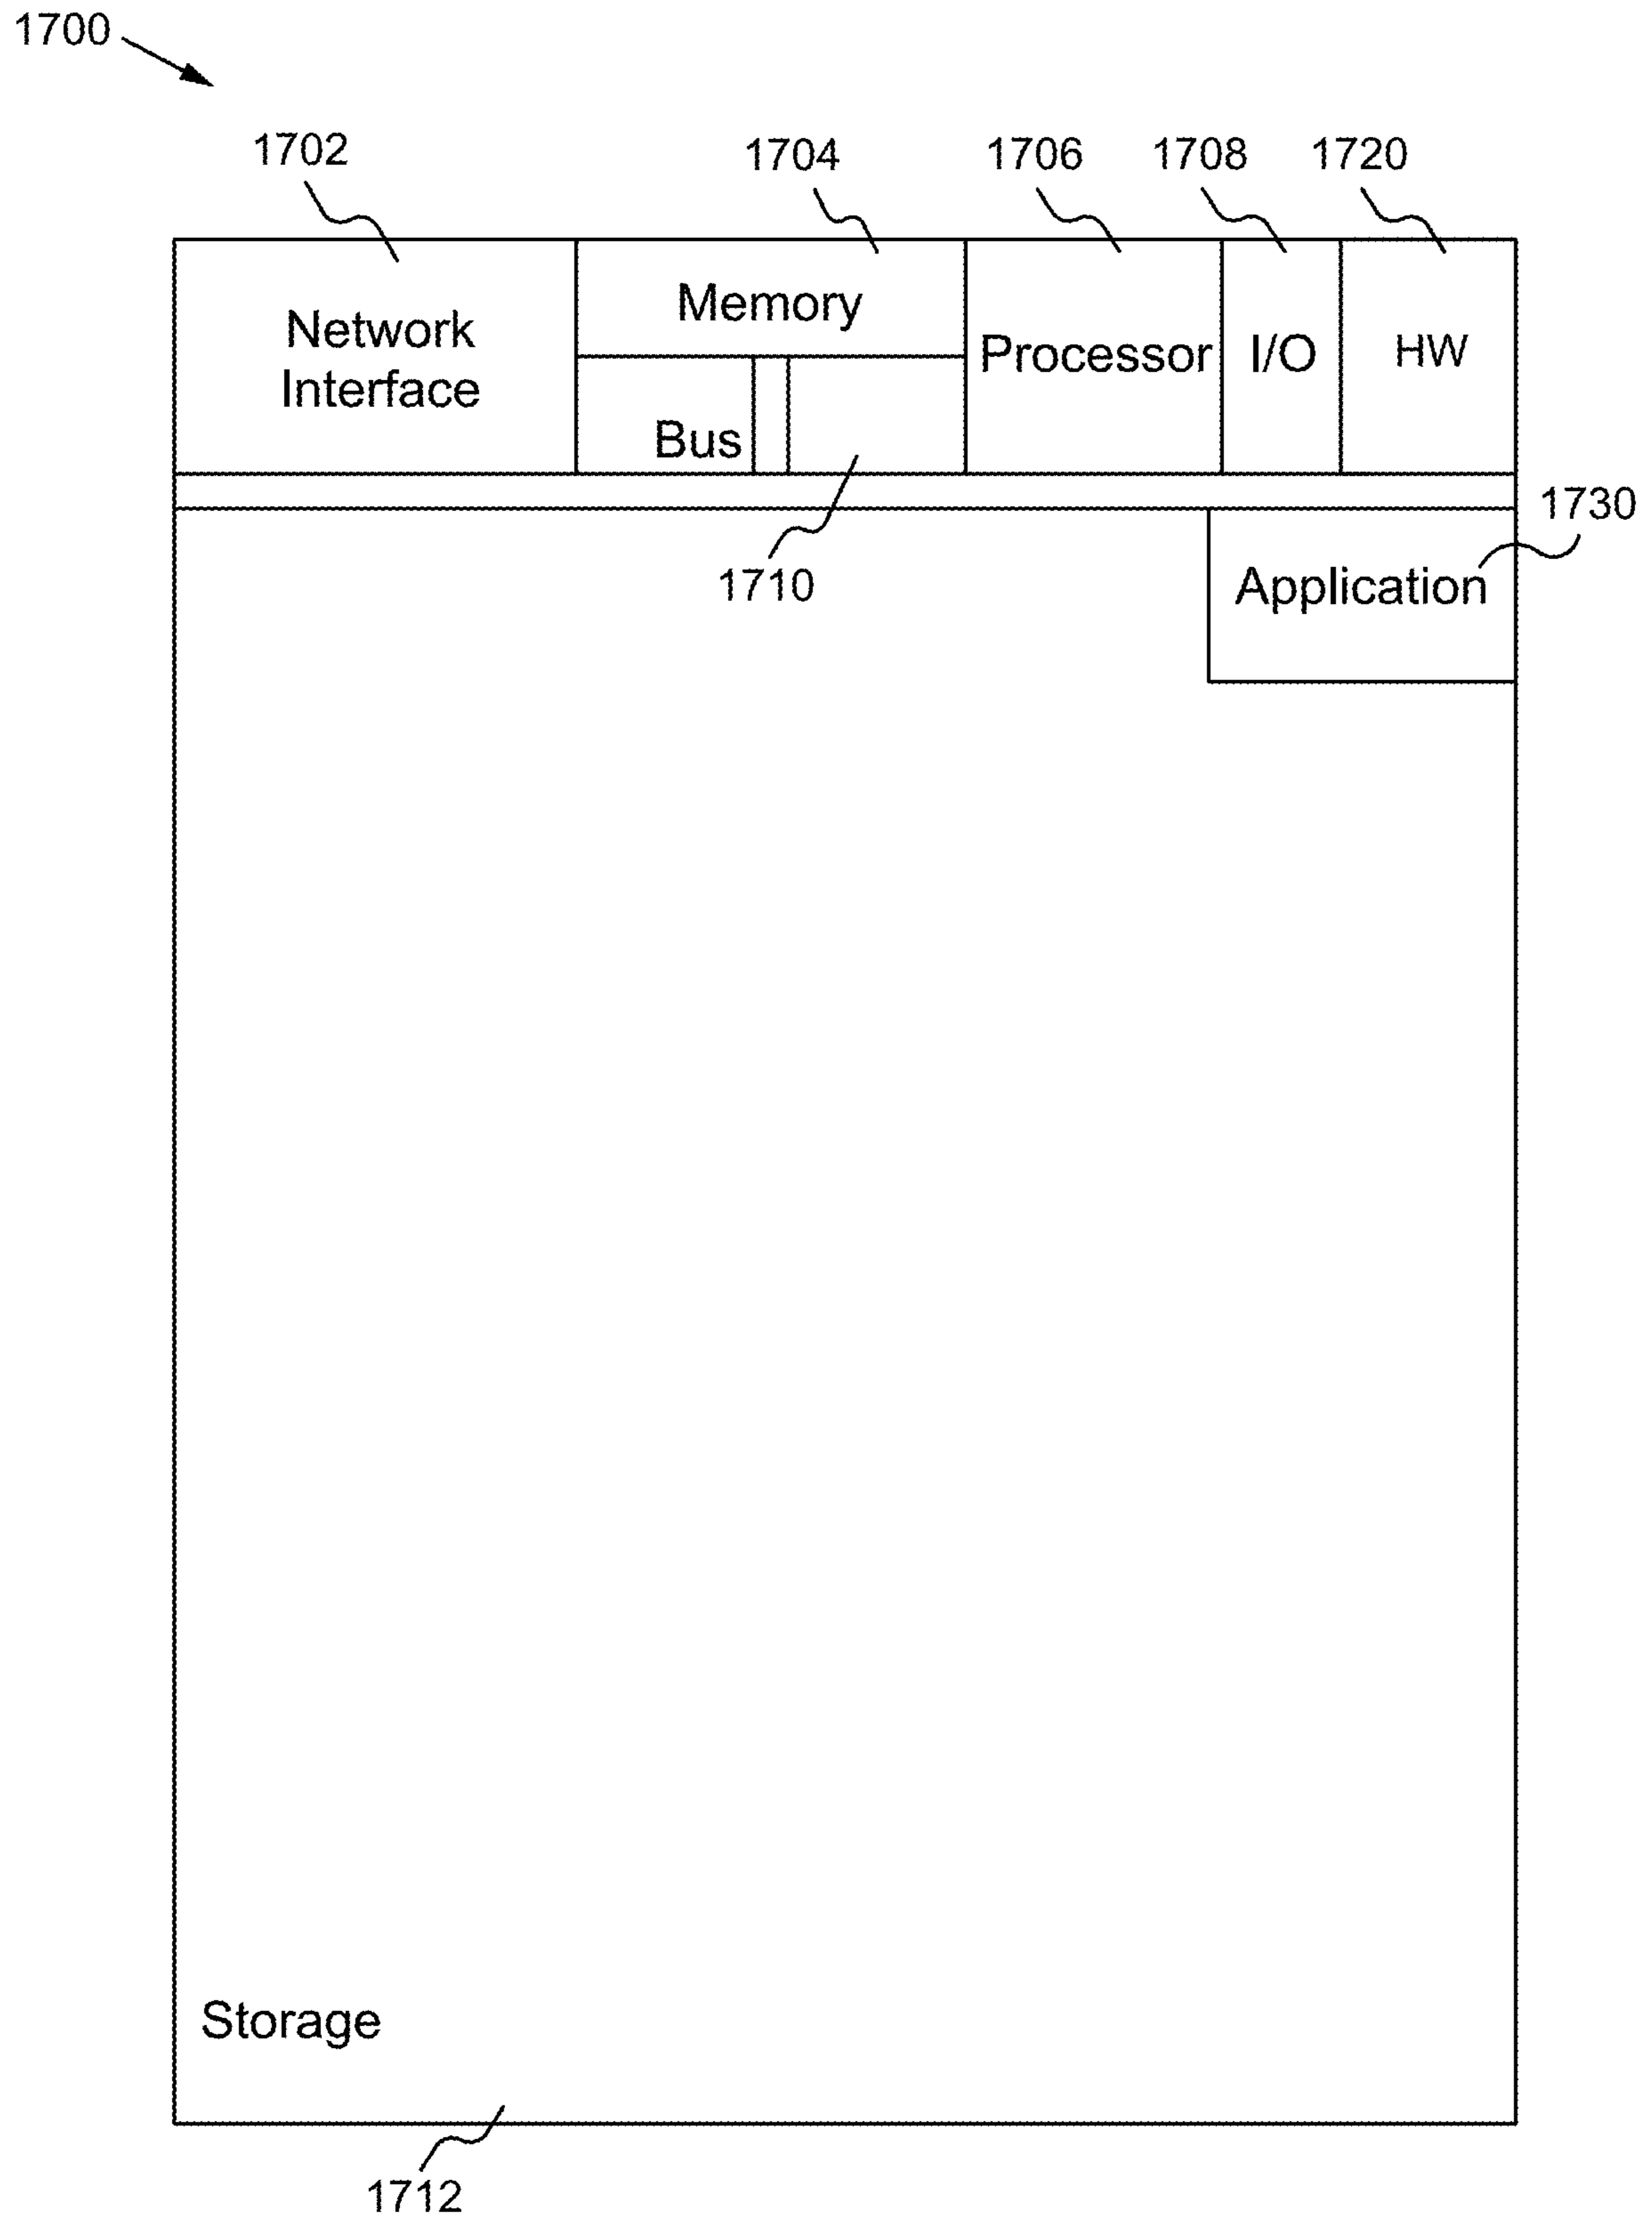 1700
1702
1704
1706
1708
1720
Network
Interface
Memory
Processor
I/O
HW
Bus
1730
1710
Application
Storage
1712